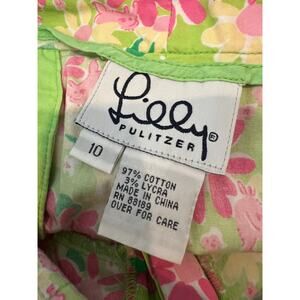 Lilly®
PULITZER
10
97% COTTON
3% LYCRA
MADE IN CHINA
RN 88189
OVER FOR CARE